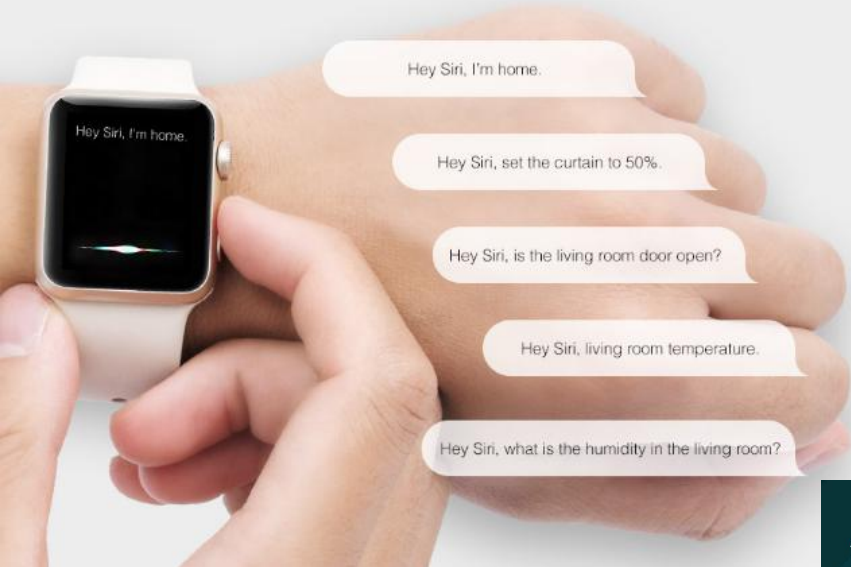 Hey Siri, I'm home.
Hey Siri, I'm home.
Hey Siri, set the curtain to 50%.
Hey Siri, is the living room door open?
Hey Siri, living room temperature.
Hey Siri, what is the humidity in the living room?